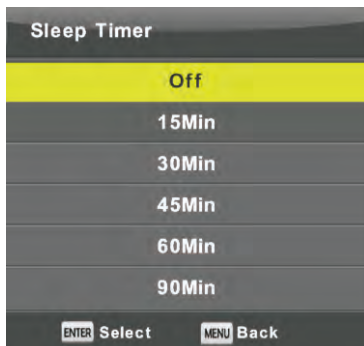 Sleep Timer
Off
15Min
30Min
45Min
60Min
90Min
ENTER Select MENU Back